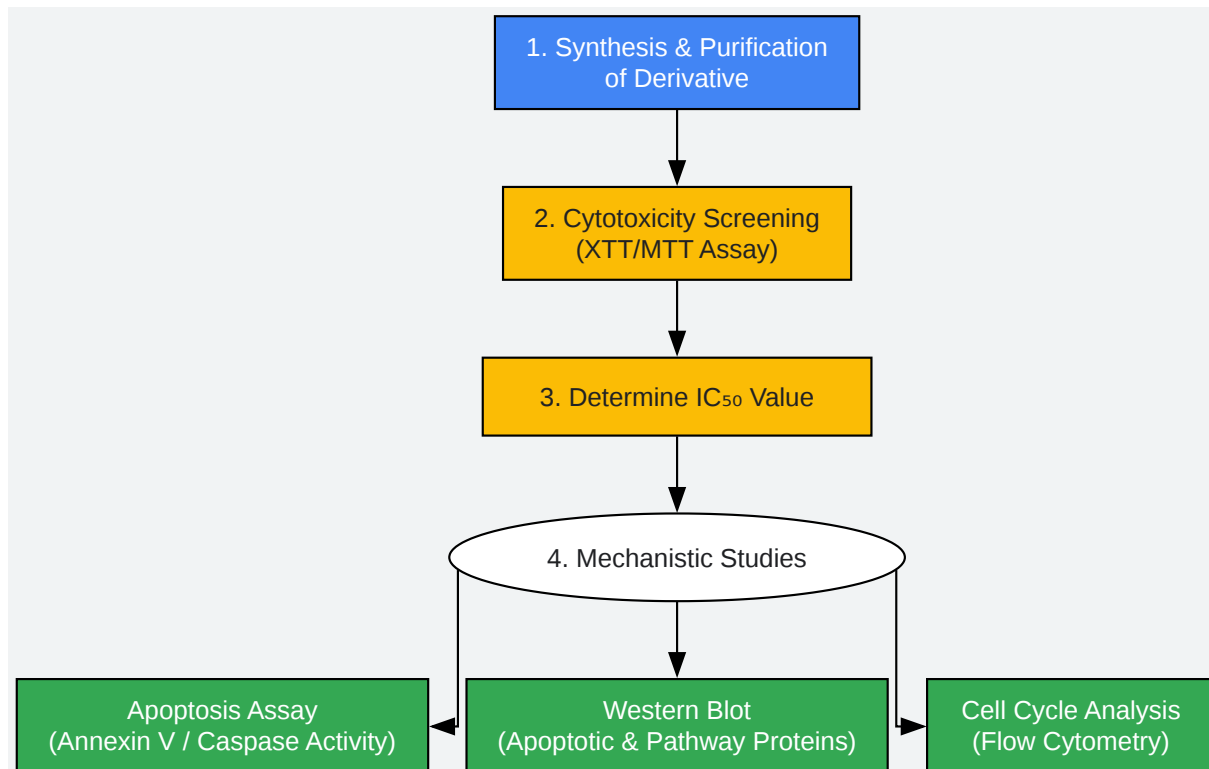 1. Synthesis & Purification
of Derivative
2. Cytotoxicity Screening
(XTT/MTT Assay)
3. Determine IC₅₀ Value
4. Mechanistic Studies
Apoptosis Assay
(Annexin V / Caspase Activity)
Western Blot
(Apoptotic & Pathway Proteins)
Cell Cycle Analysis
(Flow Cytometry)